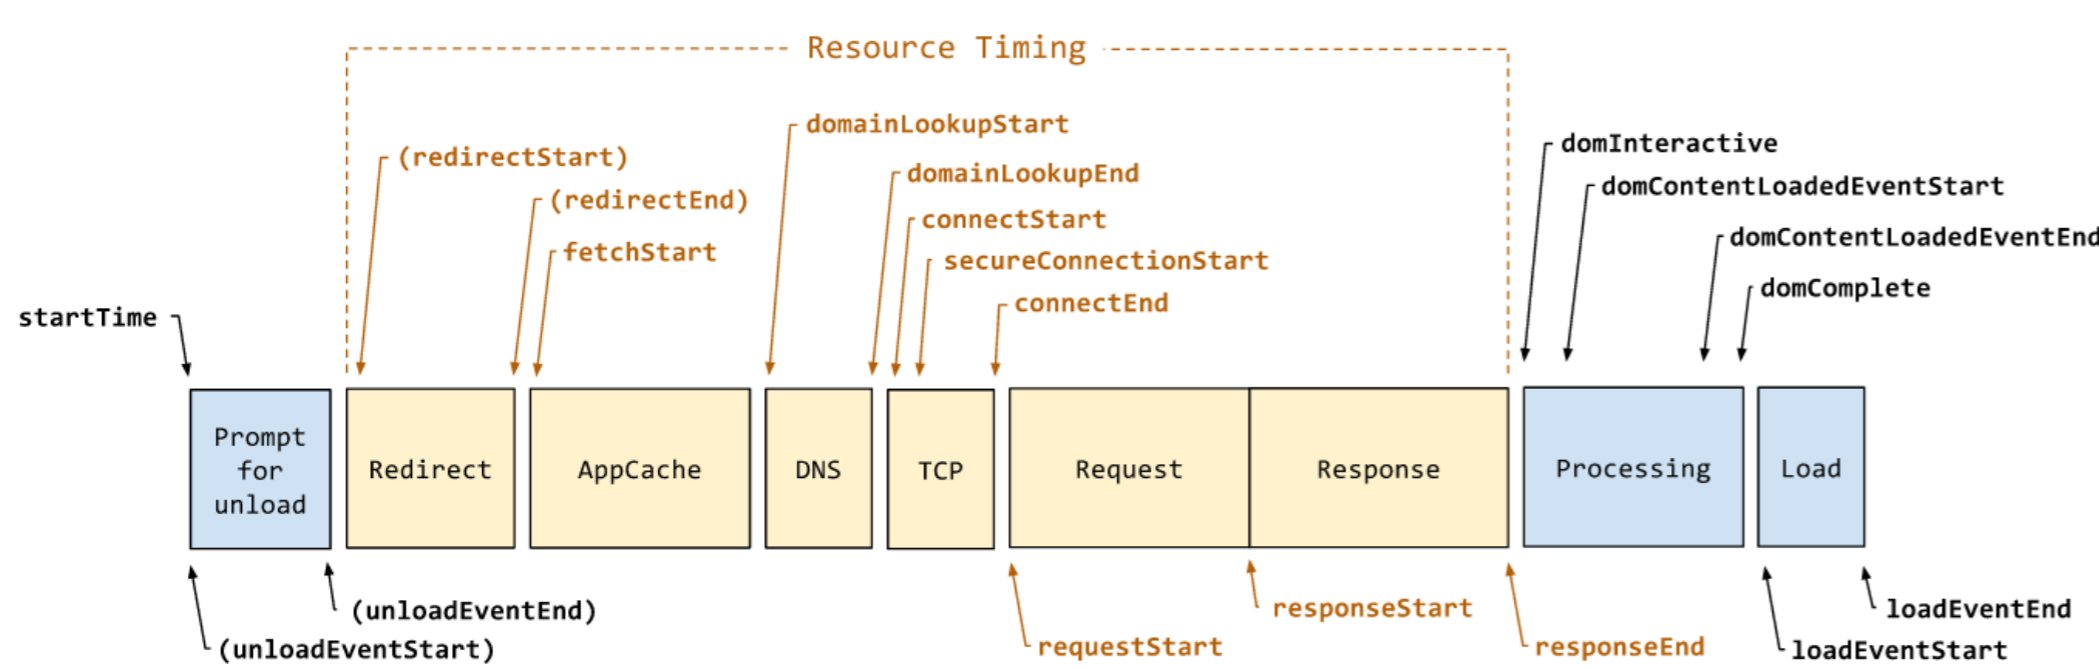 Resource Timing
domainLookupStart
domInteractive
(redirectStart)
domainLookupEnd
domContentLoadedEventStart
(redirectEnd)
connectStart
domContentLoadedEventEnd
fetchStart
secureConnectionStart
domComplete
connectEnd
startTime
Prompt
for
unload
Redirect
AppCache
DNS
TCP
Request
Response
Processing
Load
(unloadEventEnd)
responseStart
loadEventEnd
(unloadEventStart)
requestStart
responseEnd
loadEventStart